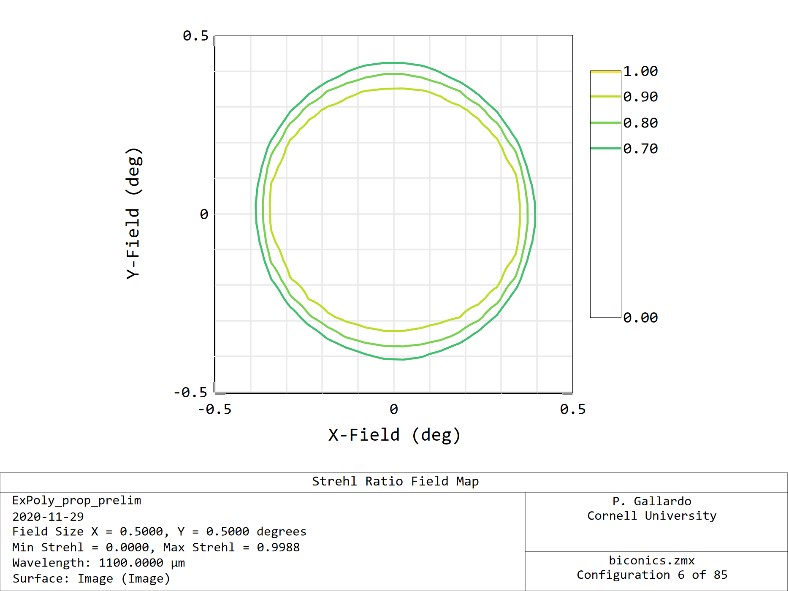 0.5
Y-Field (deg)
0
-0.5
-0.5
0
0.5
X-Field (deg)
1.00
0.90
0.80
0.70
0.00
Strehl Ratio Field Map
ExPoly_prop_prelim
2020-11-29
Field Size X = 0.5000, Y = 0.5000 degrees
Min Strehl = 0.0000, Max Strehl = 0.9988
Wavelength: 1100.0000 µm
Surface: Image (Image)
P. Gallardo
Cornell University
biconics.zmx
Configuration 6 of 85